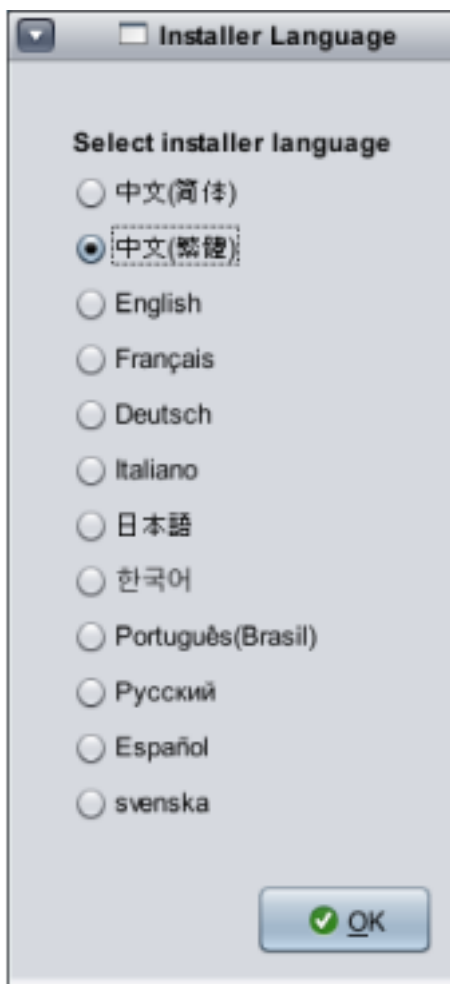 Installer Language
Select installer language
中文(简体)
中文(繁體)
English
Français
Deutsch
Italiano
日本語
한국어
Português(Brasil)
Русский
Español
svenska
OK